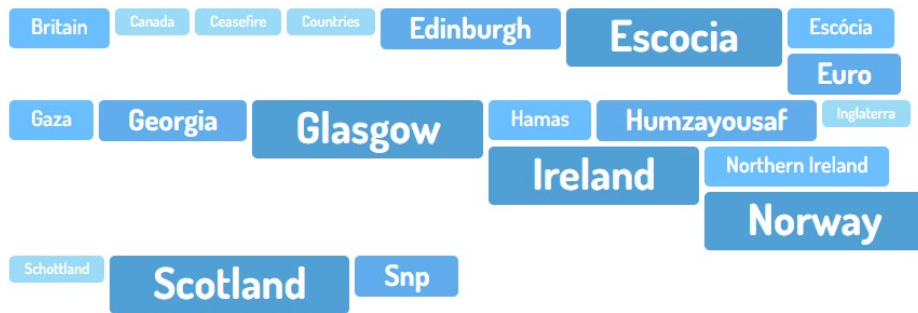 Britain Canada Ceasefire Countries Edinburgh Escocia Escócia
Euro
Gaza Georgia Glasgow Hamas Humzayousaf Inglaterra
Ireland Northern Ireland
Norway
Schottland Scotland Snp